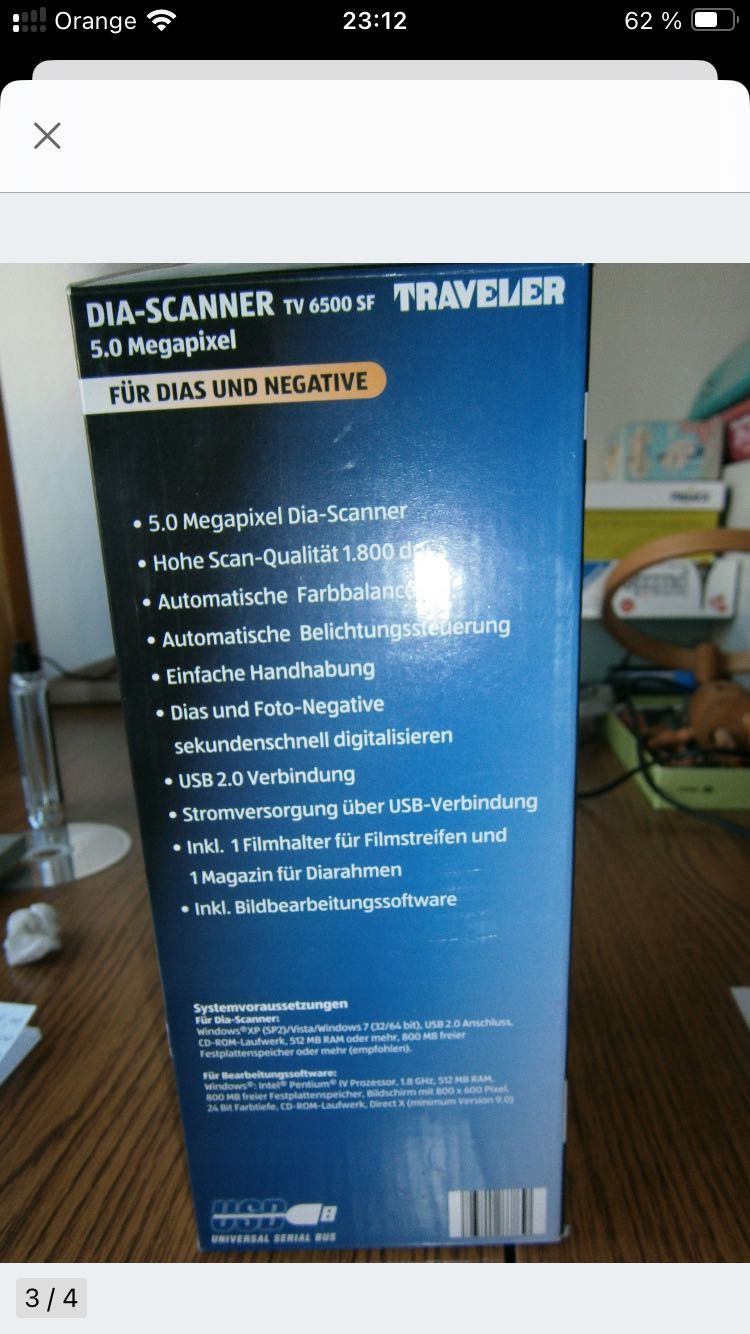 Orange
23:12
62 %
DIA-SCANNER TV 6500 SF TRAVELER
5.0 Megapixel
FÜR DIAS UND NEGATIVE
• 5.0 Megapixel Dia-Scanner
• Hohe Scan-Qualität 1.800
• Automatische Farbbalance
• Automatische Belichtungssteuerung
• Einfache Handhabung
• Dias und Foto-Negative
sekundenschnell digitalisieren
• USB 2.0 Verbindung
• Stromversorgung über USB-Verbindung
• Inkl. 1 Filmhalter für Filmstreifen und
1 Magazin für Diarahmen
• Inkl. Bildbearbeitungssoftware
Systemvoraussetzungen
Für Dia-Scanner:
Windows®XP (SP2)/Vista/Windows 7 (32/64 bit), USB 2.0 Anschluss,
CD-ROM-Laufwerk, 512 MB RAM oder mehr, 800 MB freier
Festplattenspeicher oder mehr (empfohlen).
Für Bearbeitungssoftware:
Windows®: Intel® Pentium® IV Prozessor, 1.8 GHz, 512 MB RAM,
800 MB freier Festplattenspeicher, Bildschirm mit 800 x 600 Pixel,
24 Bit Farbtiefe, CD-ROM-Laufwerk, Direct X (minimum Version 9.0)
USB
UNIVERSAL SERIAL BUS
3 / 4